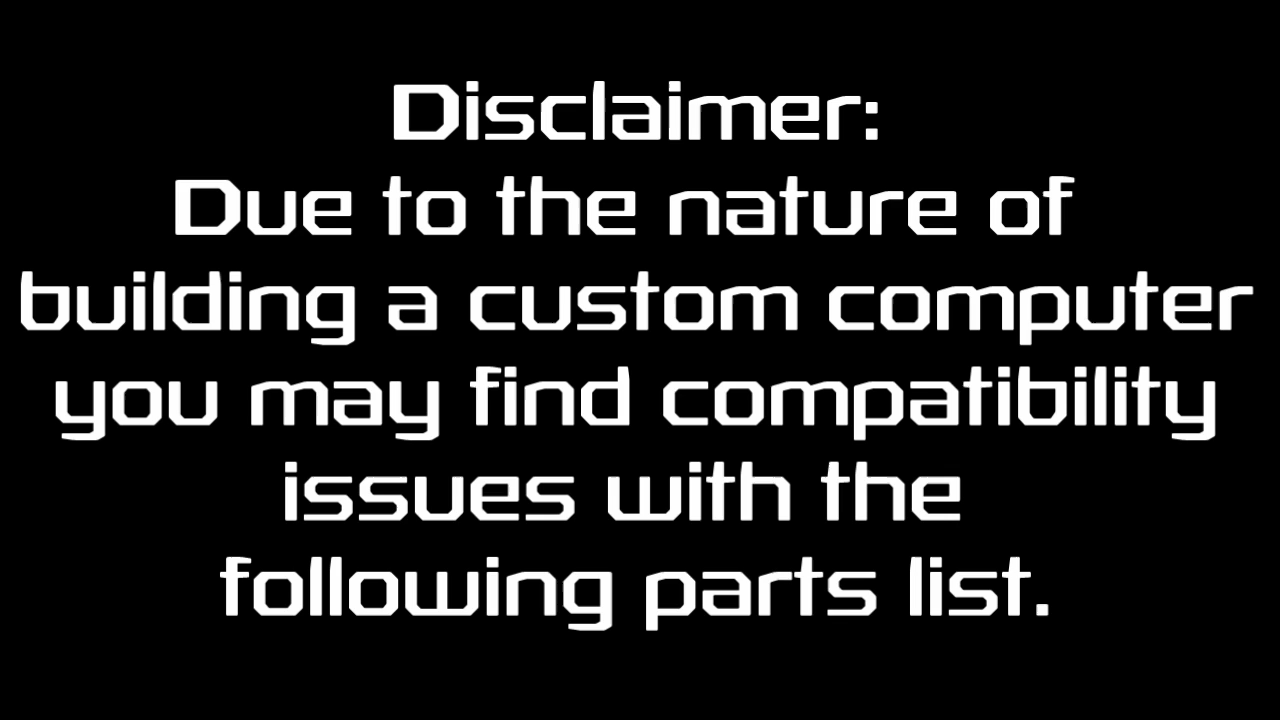 Disclaimer:
Due to the nature of
building a custom computer
you may find compatibility
issues with the
following parts list.